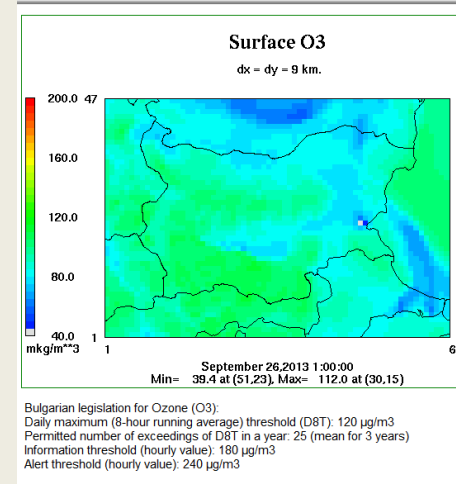 Surface O3
dx = dy = 9 km.
200.0
47
160.0
120.0
80.0
40.0
1
mkg/m**3
1
6
September 26,2013 1:00:00
Min= 39.4 at (51,23), Max= 112.0 at (30,15)
Bulgarian legislation for Ozone (O3):
Daily maximum (8-hour running average) threshold (D8T): 120 µg/m3
Permitted number of exceedings of D8T in a year: 25 (mean for 3 years)
Information threshold (hourly value): 180 µg/m3
Alert threshold (hourly value): 240 µg/m3